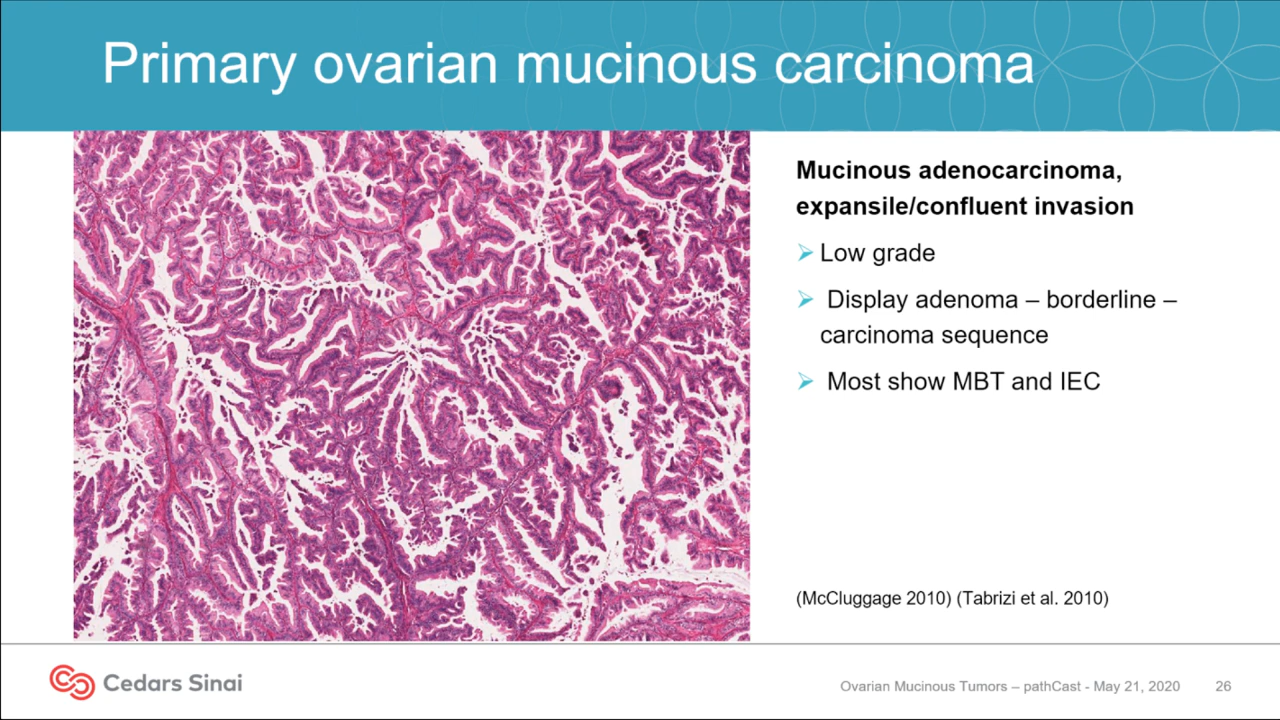 Primary ovarian mucinous carcinoma
Mucinous adenocarcinoma,
expansile/confluent invasion
Low grade
Display adenoma – borderline –
carcinoma sequence
Most show MBT and IEC
(McCluggage 2010) (Tabrizi et al. 2010)
Cedars Sinai
Ovarian Mucinous Tumors – pathCast - May 21, 2020 26